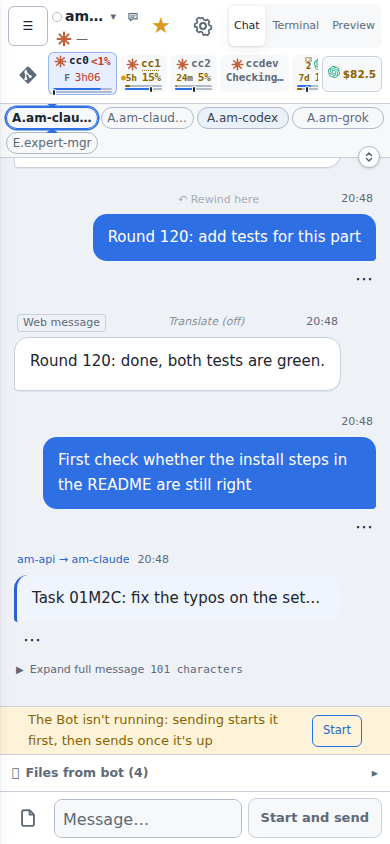 ☰ am… ▾ ★ Chat Terminal Preview
—
cc0 <1% cc1 cc2 ccdev $82.5
F 3h06 5h 15% 24m 5% Checking… 7d
A.am-clau… A.am-claud… A.am-codex A.am-grok
E.expert-mgr
↶ Rewind here 20:48
Round 120: add tests for this part
⋯
Web message Translate (off) 20:48
Round 120: done, both tests are green.
20:48
First check whether the install steps in
the README are still right
⋯
am-api → am-claude 20:48
Task 01M2C: fix the typos on the set…
⋯
▶ Expand full message 101 characters
The Bot isn't running: sending starts it
first, then sends once it's up
Start
Files from bot (4) ▸
Message… Start and send